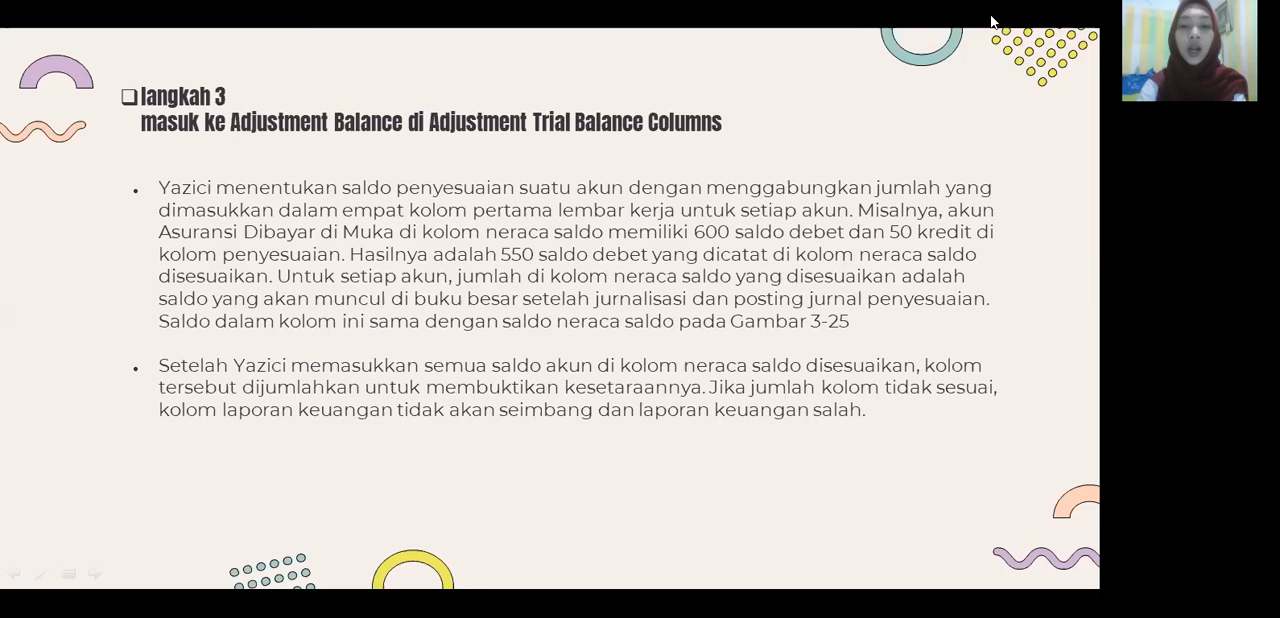 ❑langkah 3
masuk ke Adjustment Balance di Adjustment Trial Balance Columns
• Yazici menentukan saldo penyesuaian suatu akun dengan menggabungkan jumlah yang
dimasukkan dalam empat kolom pertama lembar kerja untuk setiap akun. Misalnya, akun
Asuransi Dibayar di Muka di kolom neraca saldo memiliki 600 saldo debet dan 50 kredit di
kolom penyesuaian. Hasilnya adalah 550 saldo debet yang dicatat di kolom neraca saldo
disesuaikan. Untuk setiap akun, jumlah di kolom neraca saldo yang disesuaikan adalah
saldo yang akan muncul di buku besar setelah jurnalisasi dan posting jurnal penyesuaian.
Saldo dalam kolom ini sama dengan saldo neraca saldo pada Gambar 3-25
• Setelah Yazici memasukkan semua saldo akun di kolom neraca saldo disesuaikan, kolom
tersebut dijumlahkan untuk membuktikan kesetaraannya. Jika jumlah kolom tidak sesuai,
kolom laporan keuangan tidak akan seimbang dan laporan keuangan salah.